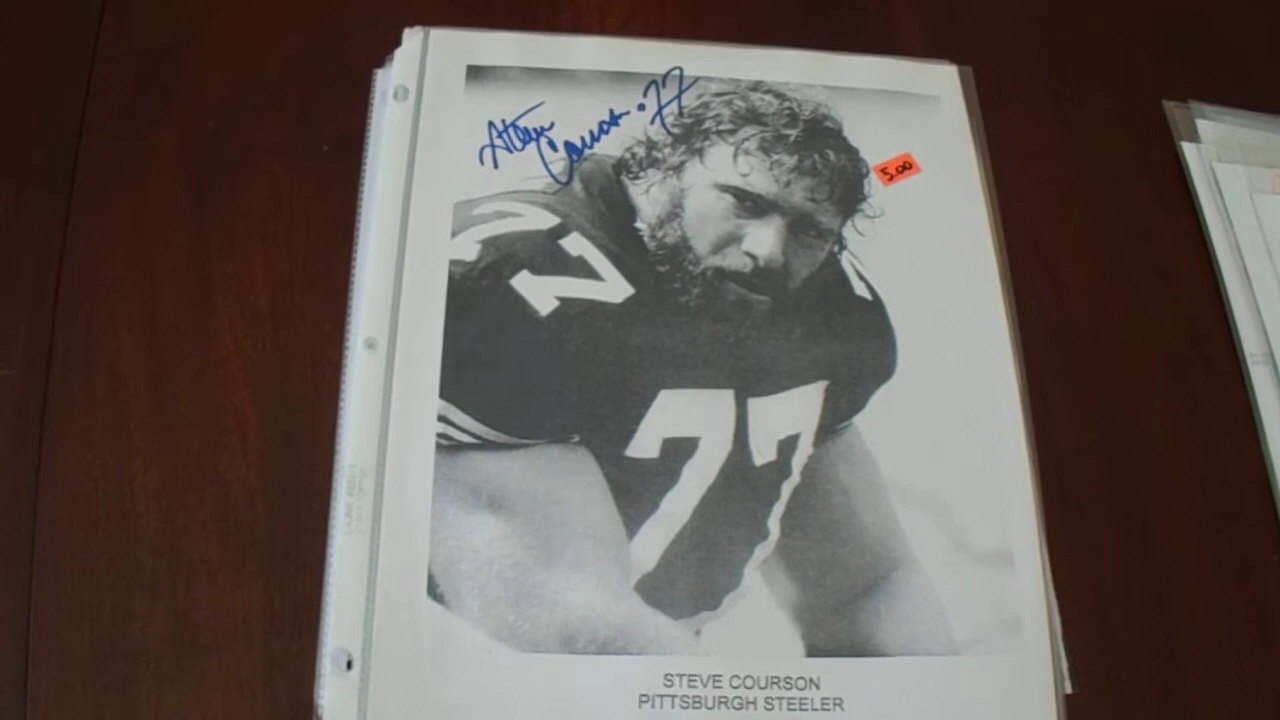 Steve
Courson · 77
5.00
77
77
STEVE COURSON
PITTSBURGH STEELER